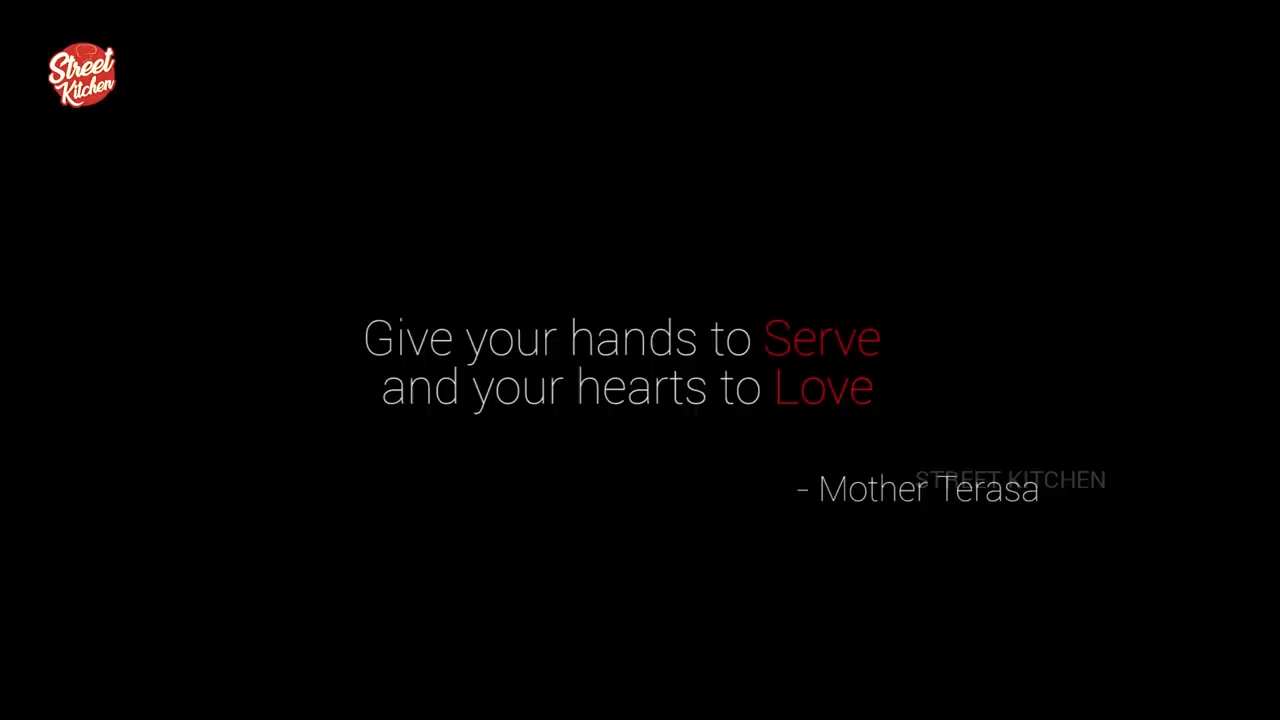 Street
Kitchen
Give your hands to Serve
and your hearts to Love
STREET KITCHEN
- Mother Terasa